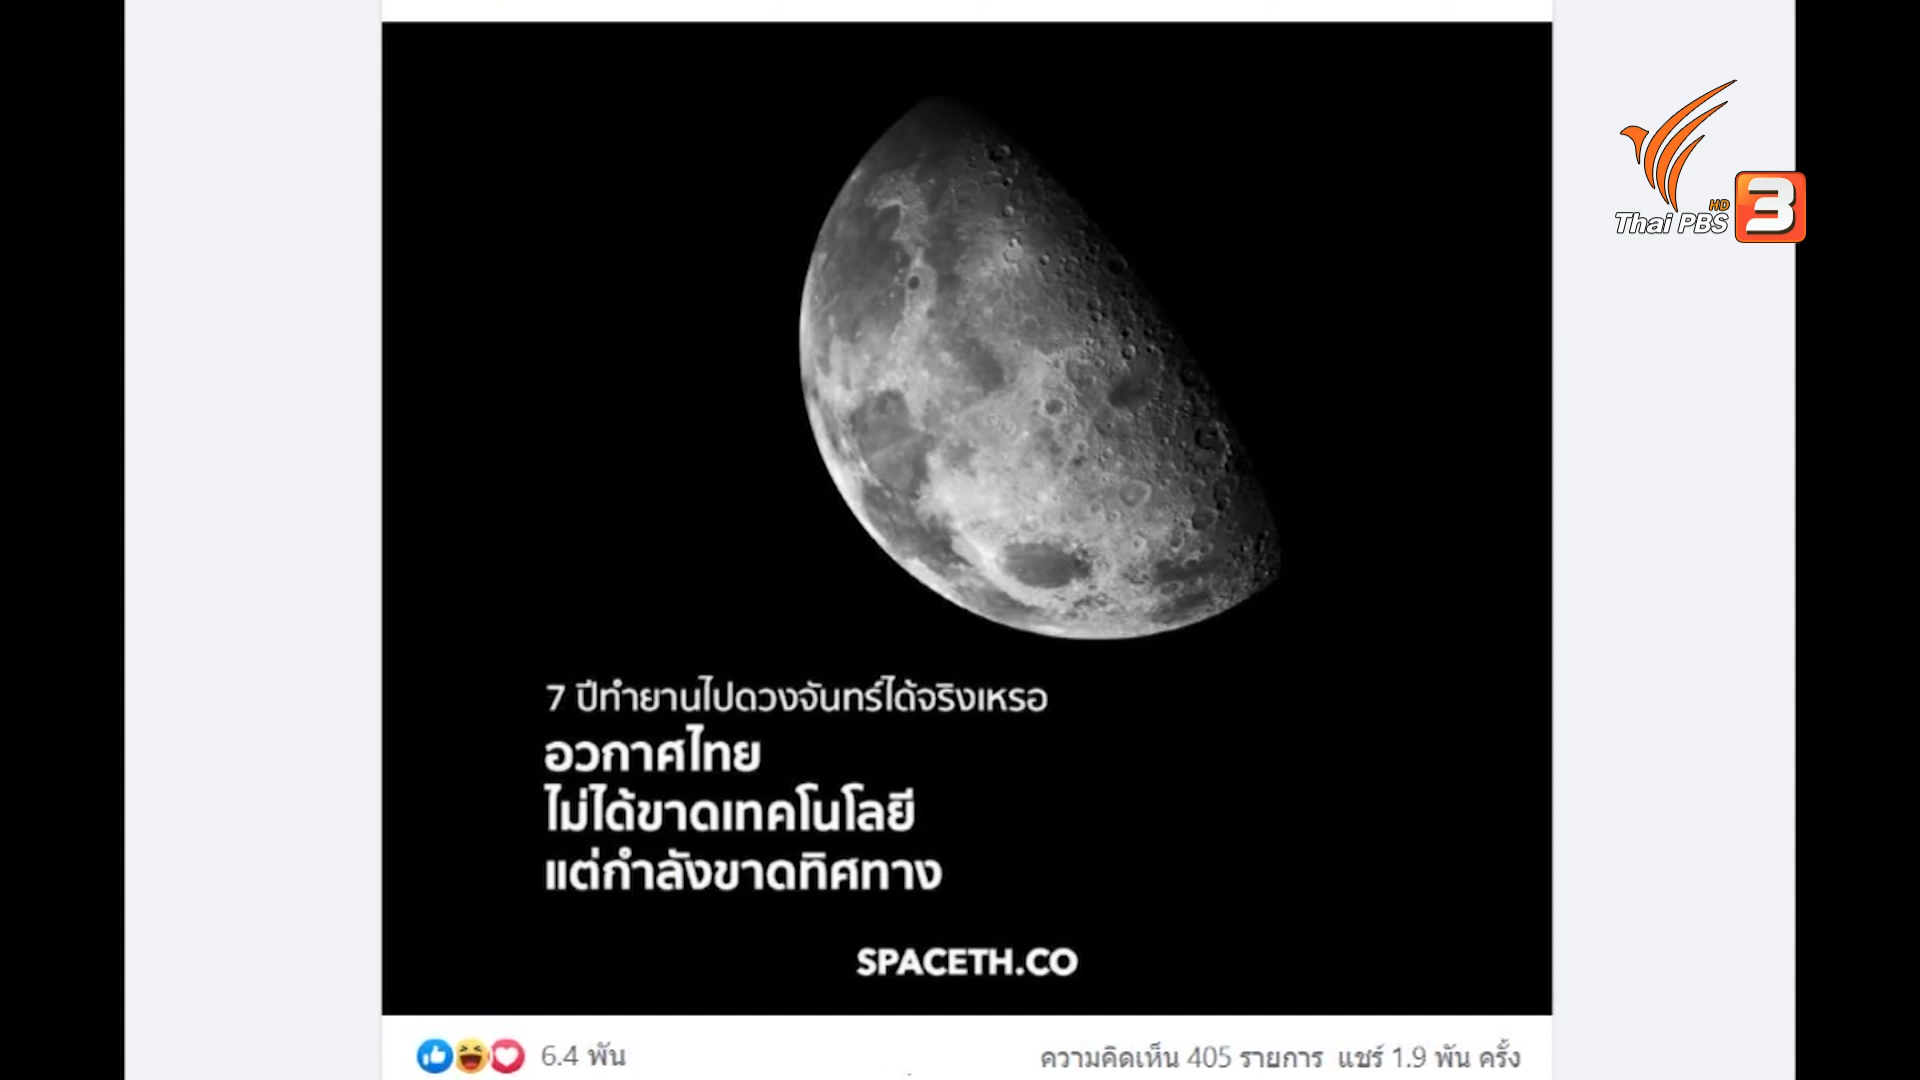 Thai PBS HD 3
7 ปีทำยานไปดวงจันทร์ได้จริงเหรอ
อวกาศไทย
ไม่ได้ขาดเทคโนโลยี
แต่กำลังขาดทิศทาง
SPACETH.CO
6.4 พัน ความคิดเห็น 405 รายการ แชร์ 1.9 พัน ครั้ง